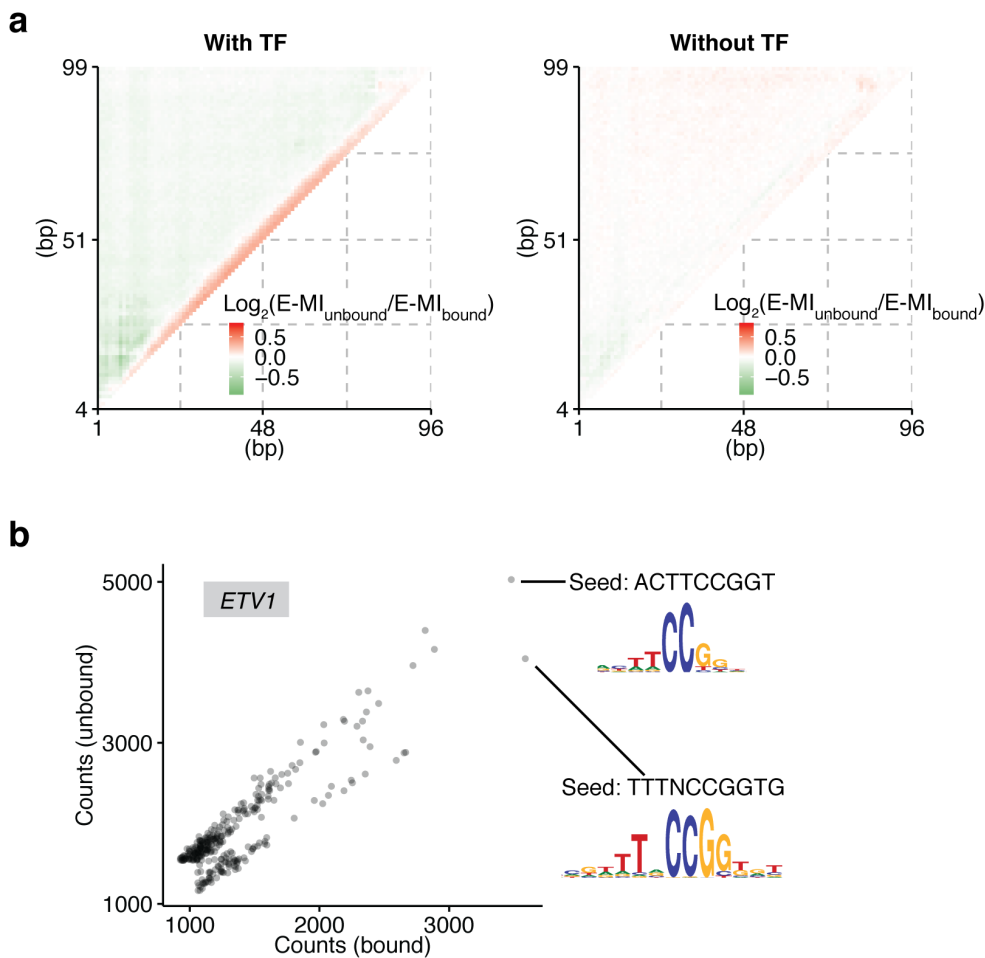 a
With TF
Without TF
99
51
4
(bp)
1
48
96
(bp)
Log2(E-MIunbound/E-MIbound)
0.5
0.0
−0.5
99
51
4
(bp)
1
48
96
(bp)
Log2(E-MIunbound/E-MIbound)
0.5
0.0
−0.5
b
ETV1
5000
3000
1000
Counts (unbound)
1000
2000
3000
Counts (bound)
Seed: ACTTCCGGT
Seed: TTTNCCGGTG